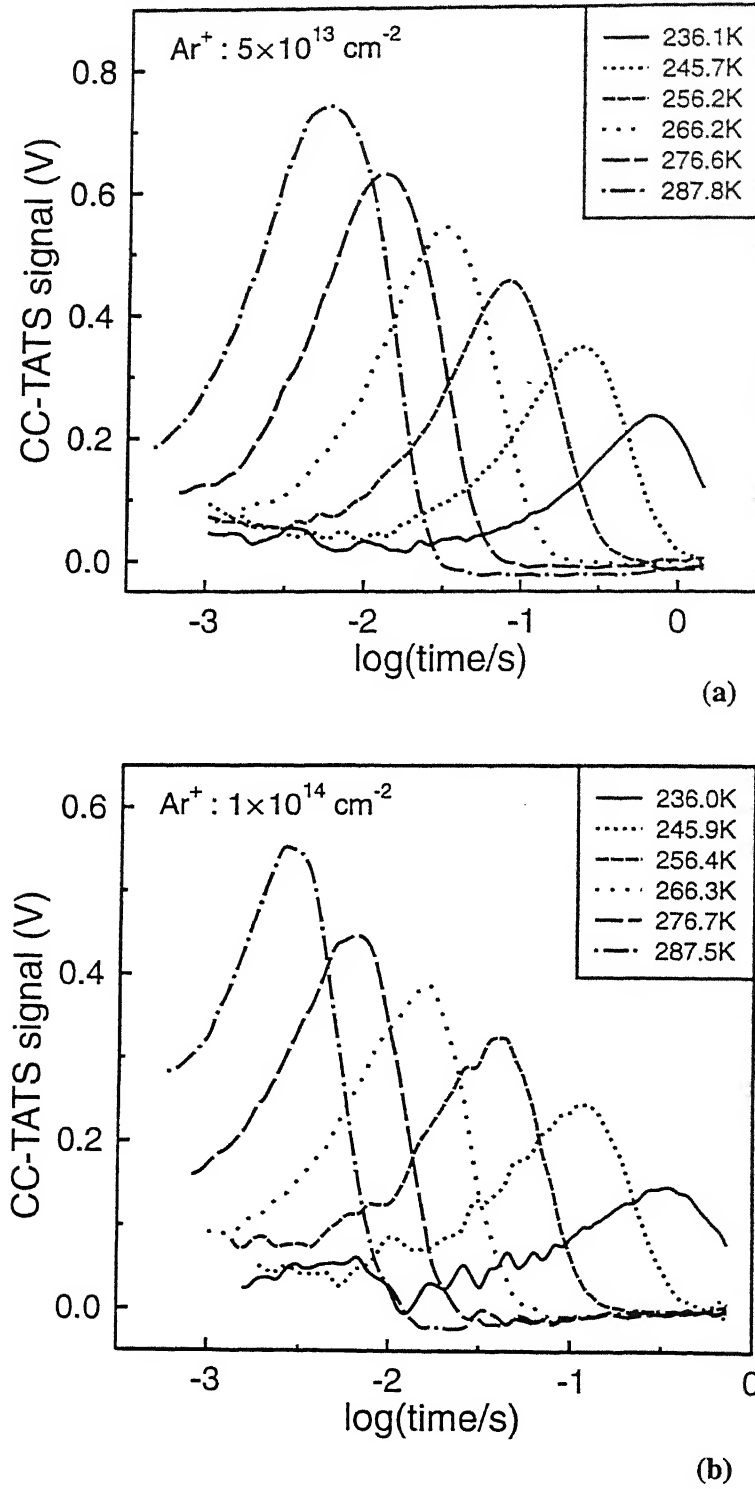 Ar⁺ : 5×10¹³ cm⁻²
236.1K
245.7K
256.2K
266.2K
276.6K
287.8K
CC-TATS signal (V)
0.8
0.6
0.4
0.2
0.0
-3 -2 -1 0
log(time/s)
(a)
Ar⁺ : 1×10¹⁴ cm⁻²
236.0K
245.9K
256.4K
266.3K
276.7K
287.5K
CC-TATS signal (V)
0.6
0.4
0.2
0.0
-3 -2 -1 0
log(time/s)
(b)